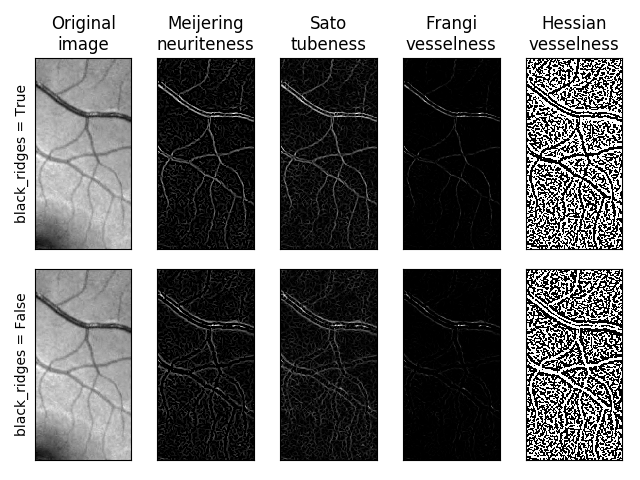 Original
image
Meijering
neuriteness
Sato
tubeness
Frangi
vesselness
Hessian
vesselness
black_ridges = True
black_ridges = False